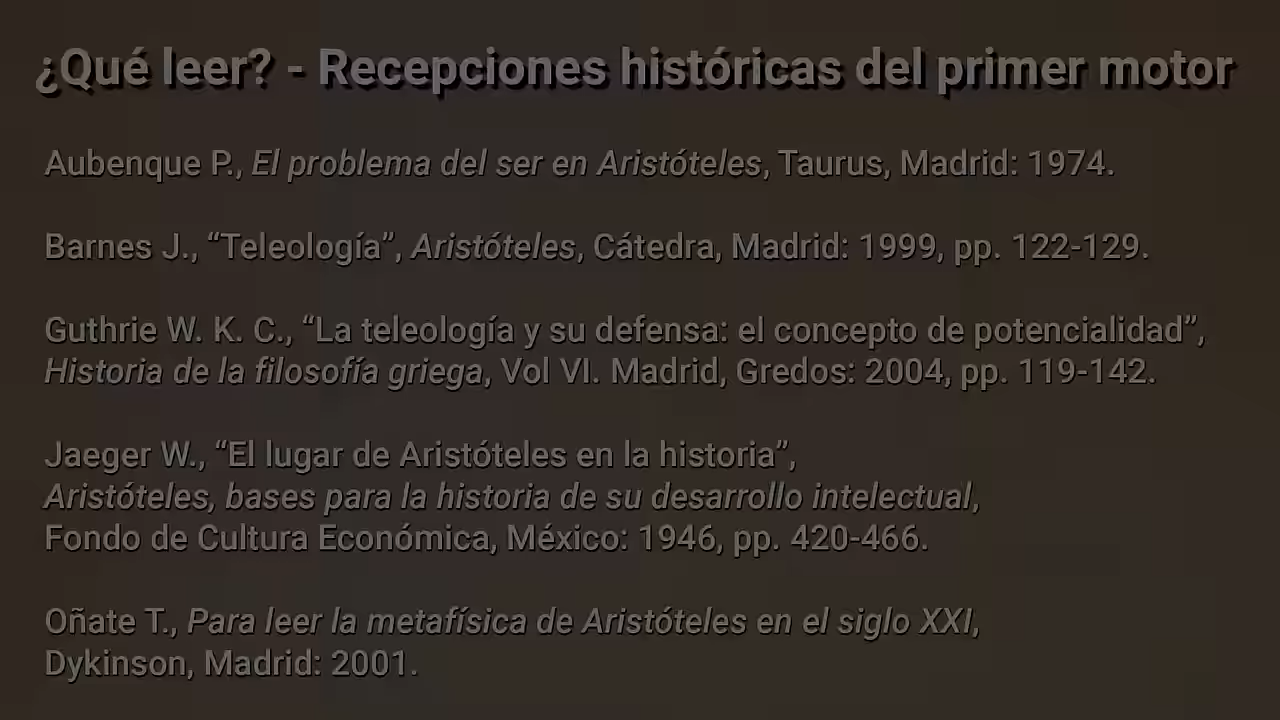 ¿Qué leer? - Recepciones históricas del primer motor
Aubenque P., El problema del ser en Aristóteles, Taurus, Madrid: 1974.
Barnes J., “Teleología”, Aristóteles, Cátedra, Madrid: 1999, pp. 122-129.
Guthrie W. K. C., “La teleología y su defensa: el concepto de potencialidad”,
Historia de la filosofía griega, Vol VI. Madrid, Gredos: 2004, pp. 119-142.
Jaeger W., “El lugar de Aristóteles en la historia”,
Aristóteles, bases para la historia de su desarrollo intelectual,
Fondo de Cultura Económica, México: 1946, pp. 420-466.
Oñate T., Para leer la metafísica de Aristóteles en el siglo XXI,
Dykinson, Madrid: 2001.